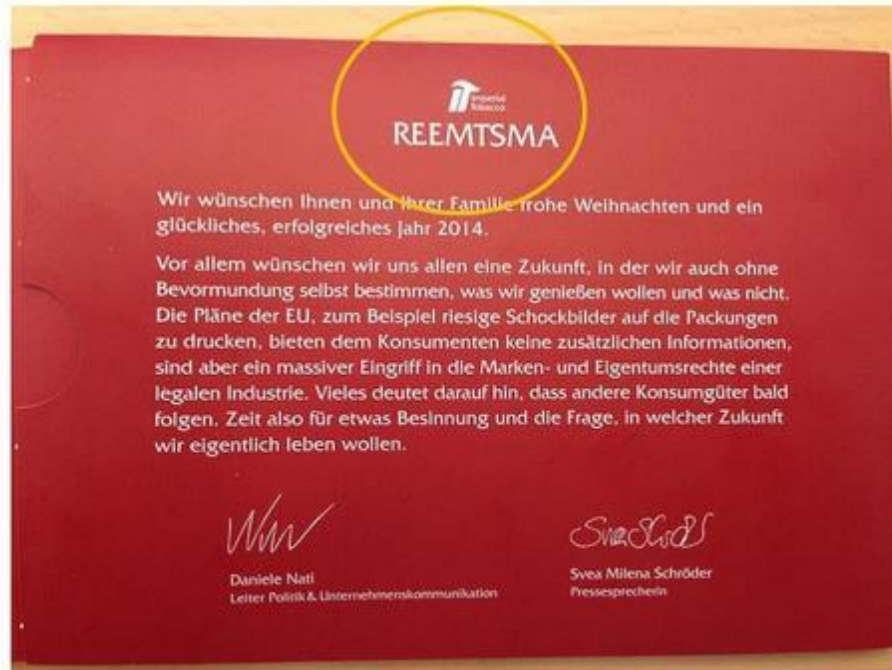 Imperial
Tobacco
REEMTSMA
Wir wünschen Ihnen und Ihrer Familie frohe Weihnachten und ein
glückliches, erfolgreiches Jahr 2014.
Vor allem wünschen wir uns allen eine Zukunft, in der wir auch ohne
Bevormundung selbst bestimmen, was wir genießen wollen und was nicht.
Die Pläne der EU, zum Beispiel riesige Schockbilder auf die Packungen
zu drucken, bieten dem Konsumenten keine zusätzlichen Informationen,
sind aber ein massiver Eingriff in die Marken- und Eigentumsrechte einer
legalen Industrie. Vieles deutet darauf hin, dass andere Konsumgüter bald
folgen. Zeit also für etwas Besinnung und die Frage, in welcher Zukunft
wir eigentlich leben wollen.
Daniele Nati
Leiter Politik & Unternehmenskommunikation
Svea Milena Schröder
Pressesprecherin